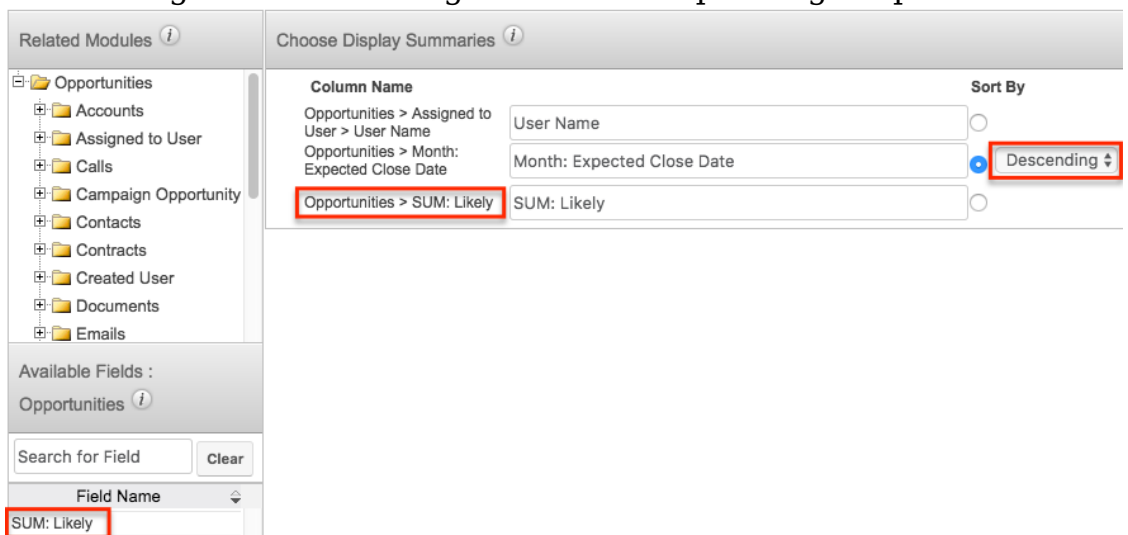 Related Modules i
Choose Display Summaries i
Opportunities
Accounts
Assigned to User
Calls
Campaign Opportunity
Contacts
Contracts
Created User
Documents
Emails
Column Name
Sort By
Opportunities > Assigned to
User > User Name
User Name
Opportunities > Month:
Expected Close Date
Month: Expected Close Date
Descending
Opportunities > SUM: Likely
SUM: Likely
Available Fields :
Opportunities i
Search for Field
Clear
Field Name
SUM: Likely